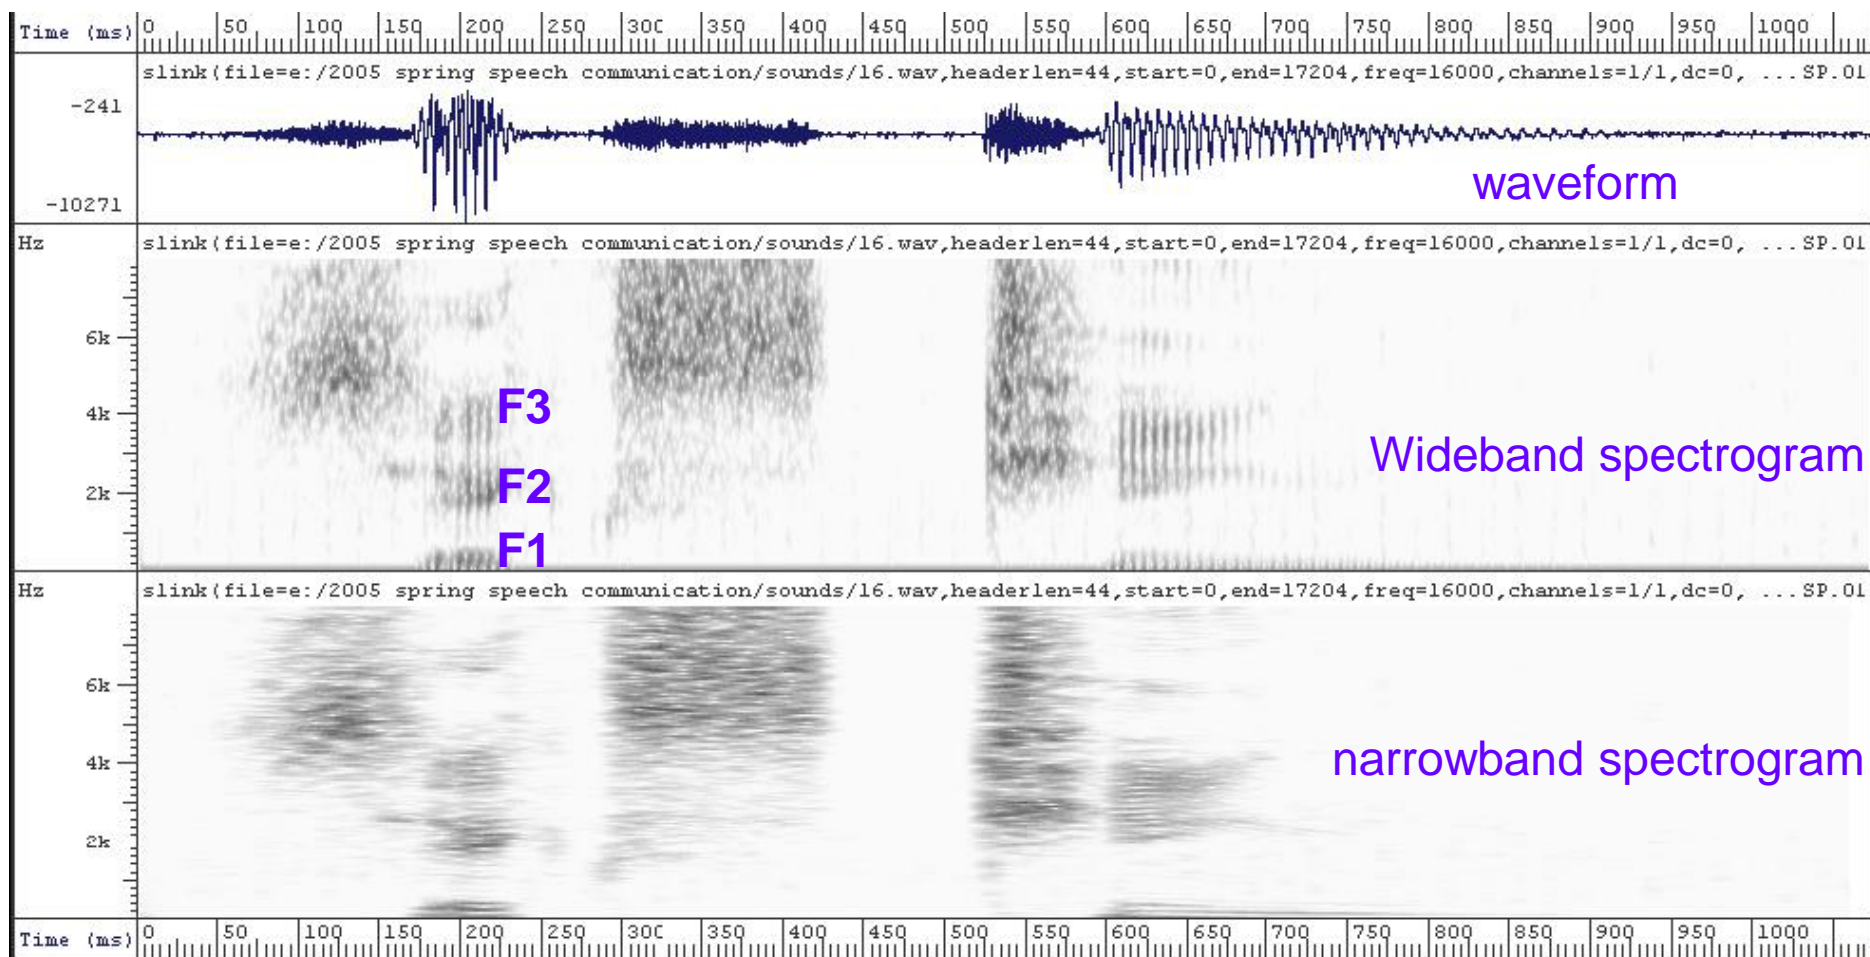 Time (ms) 0 50 100 150 200 250 300 350 400 450 500 550 600 650 700 750 800 850 900 950 1000
slink(file=e:/2005 spring speech communication/sounds/16.wav,headerlen=44,start=0,end=17204,freq=16000,channels=1/1,dc=0, ...SP.01
-241
waveform
-10271
Hz slink(file=e:/2005 spring speech communication/sounds/16.wav,headerlen=44,start=0,end=17204,freq=16000,channels=1/1,dc=0, ...SP.01
6k
F3
4k
Wideband spectrogram
F2
2k
F1
Hz slink(file=e:/2005 spring speech communication/sounds/16.wav,headerlen=44,start=0,end=17204,freq=16000,channels=1/1,dc=0, ...SP.01
6k
4k narrowband spectrogram
2k
Time (ms) 0 50 100 150 200 250 300 350 400 450 500 550 600 650 700 750 800 850 900 950 1000